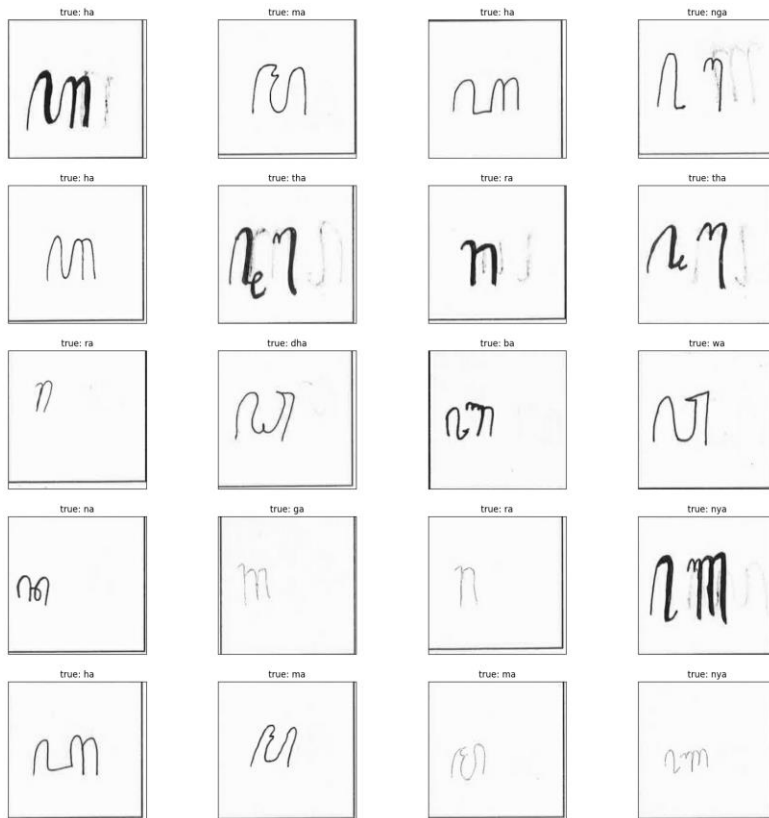 true: ha true: ma true: ha true: nga
ꦲ ꦩ ꦲ ꦔ
true: ha true: tha true: ra true: tha
ꦲ ꦛ ꦫ ꦛ
true: ra true: dha true: ba true: wa
ꦫ ꦝ ꦧ ꦮ
true: na true: ga true: ra true: nya
ꦤ ꦒ ꦫ ꦚ
true: ha true: ma true: ma true: nya
ꦲ ꦩ ꦩ ꦚ